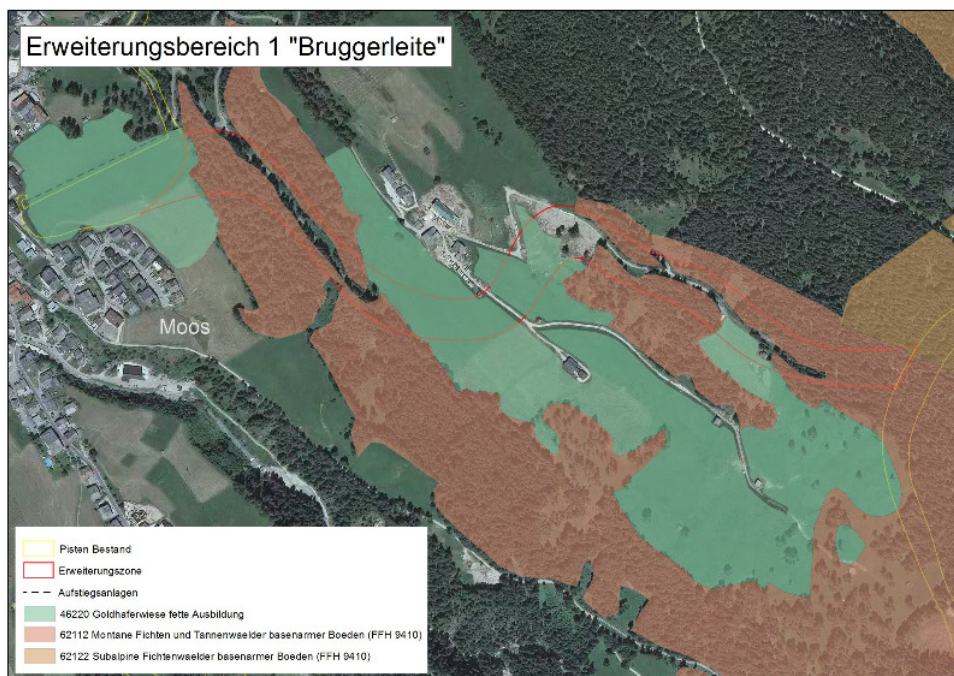 Erweiterungsbereich 1 "Bruggerleite"
Moos
Pisten Bestand
Erweiterungszone
Aufstiegsanlagen
46220 Goldhaferwiese fette Ausbildung
62112 Montane Fichten und Tannenwaelder basenarmer Boeden (FFH 9410)
62122 Subalpine Fichtenwaelder basenarmer Boeden (FFH 9410)